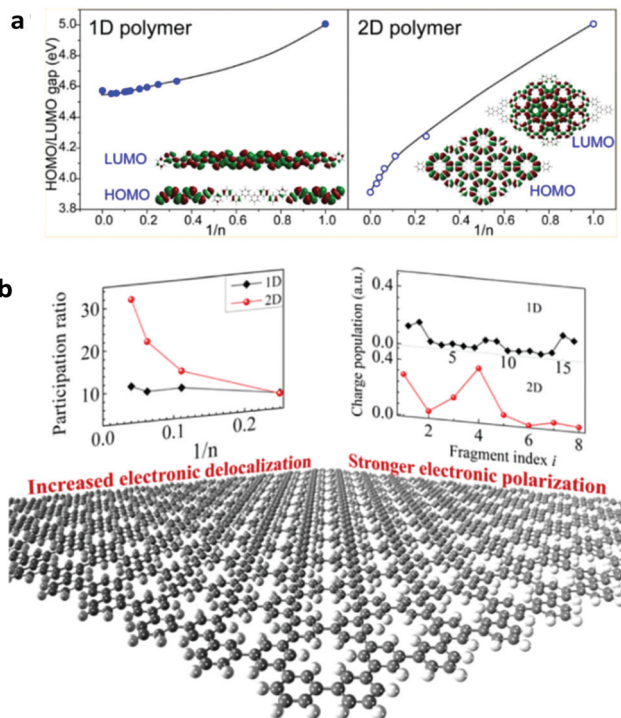 a
1D polymer
2D polymer
HOMO/LUMO gap (eV)
5.0
4.8
4.6
4.4
4.2
4.0
3.8
LUMO
HOMO
LUMO
HOMO
0.0 0.2 0.4 0.6 0.8 1.0
0.0 0.2 0.4 0.6 0.8 1.0
1/n
1/n
b
Participation ratio
30
20
10
1D
2D
0.0 0.1 0.2
1/n
Charge population (a.u.)
0.4
0.0
0.4
0.0
1D
5 10 15
2D
2 4 6 8
Fragment index i
Increased electronic delocalization
Stronger electronic polarization